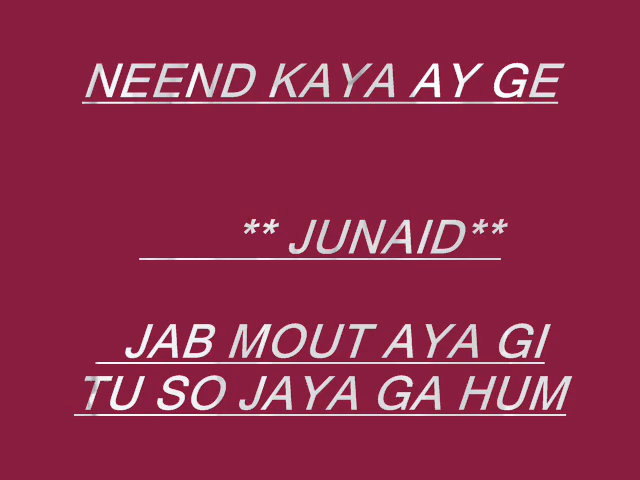 NEEND KAYA AY GE
** JUNAID**
JAB MOUT AYA GI
TU SO JAYA GA HUM